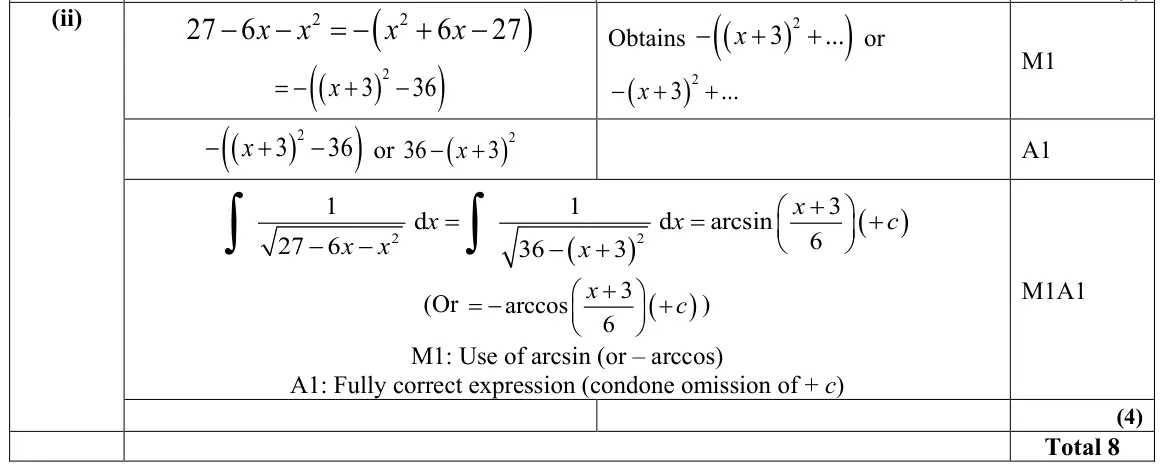 (ii)
27 − 6x − x² = −(x² + 6x − 27)
= −((x + 3)² − 36)
Obtains −((x + 3)² + ...) or
−(x + 3)² + ...
M1
−((x + 3)² − 36) or 36 − (x + 3)²
A1
∫ 1/√(27 − 6x − x²) dx = ∫ 1/√(36 − (x + 3)²) dx = arcsin((x + 3)/6)(+c)
(Or = −arccos((x + 3)/6)(+c))
M1: Use of arcsin (or – arccos)
A1: Fully correct expression (condone omission of + c)
M1A1
(4)
Total 8